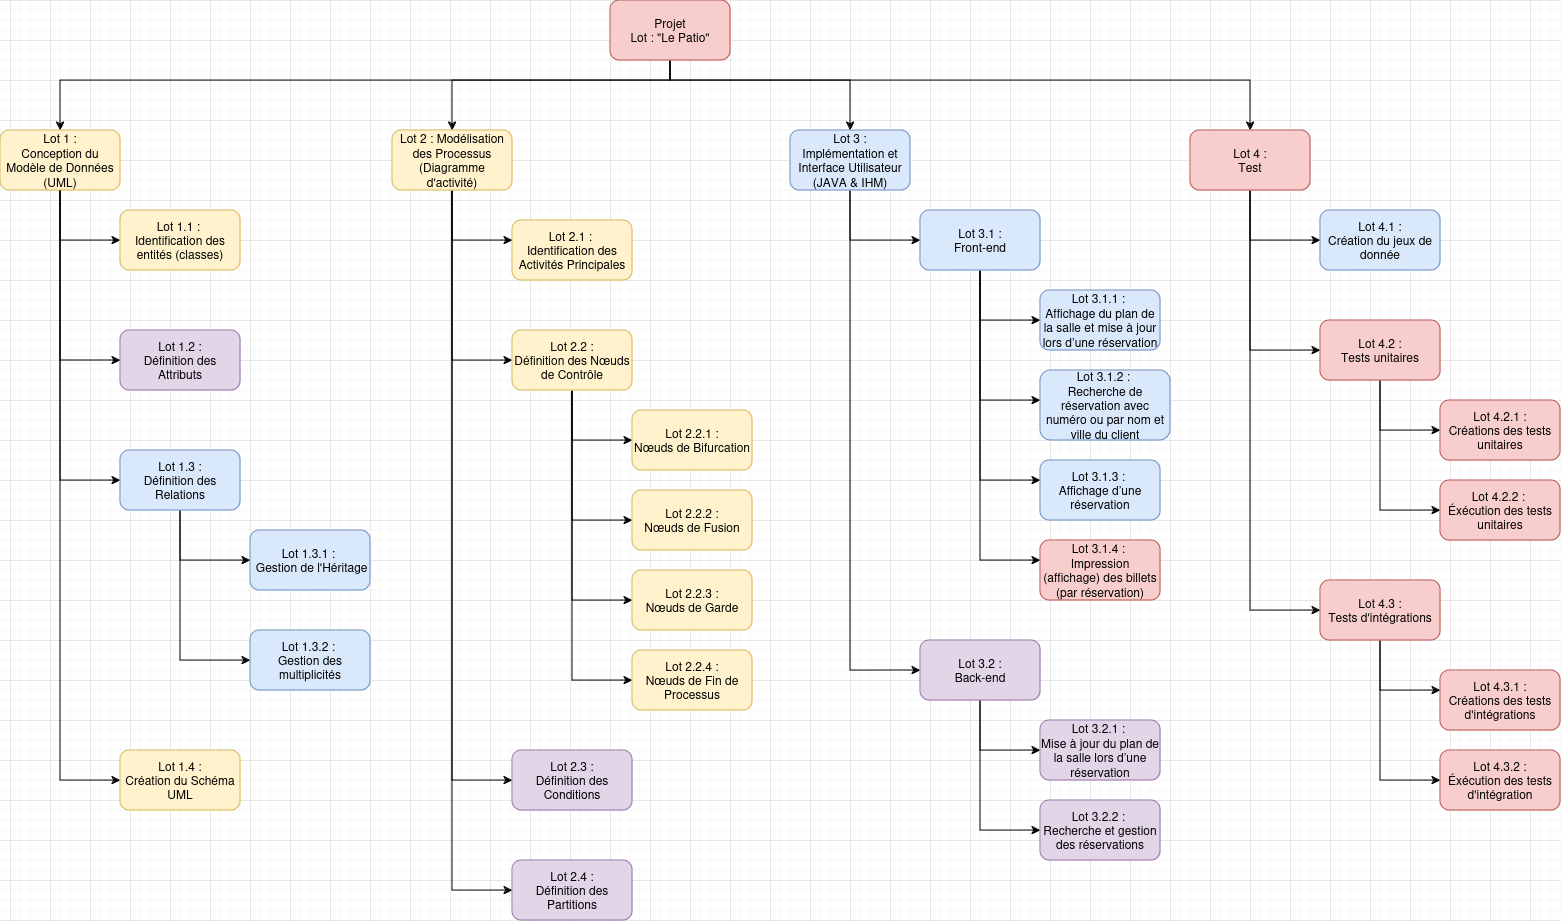 Projet
Lot : "Le Patio"
Lot 1 :
Conception du
Modèle de Données
(UML)
Lot 1.1 :
Identification des
entités (classes)
Lot 1.2 :
Définition des
Attributs
Lot 1.3 :
Définition des
Relations
Lot 1.3.1 :
Gestion de l'Héritage
Lot 1.3.2 :
Gestion des
multiplicités
Lot 1.4 :
Création du Schéma
UML
Lot 2 : Modélisation
des Processus
(Diagramme
d'activité)
Lot 2.1 :
Identification des
Activités Principales
Lot 2.2 :
Définition des Nœuds
de Contrôle
Lot 2.2.1 :
Nœuds de Bifurcation
Lot 2.2.2 :
Nœuds de Fusion
Lot 2.2.3 :
Nœuds de Garde
Lot 2.2.4 :
Nœuds de Fin de
Processus
Lot 2.3 :
Définition des
Conditions
Lot 2.4 :
Définition des
Partitions
Lot 3 :
Implémentation et
Interface Utilisateur
(JAVA & IHM)
Lot 3.1 :
Front-end
Lot 3.1.1 :
Affichage du plan de
la salle et mise à jour
lors d'une réservation
Lot 3.1.2 :
Recherche de
réservation avec
numéro ou par nom et
ville du client
Lot 3.1.3 :
Affichage d'une
réservation
Lot 3.1.4 :
Impression
(affichage) des billets
(par réservation)
Lot 3.2 :
Back-end
Lot 3.2.1 :
Mise à jour du plan de
la salle lors d'une
réservation
Lot 3.2.2 :
Recherche et gestion
des réservations
Lot 4 :
Test
Lot 4.1 :
Création du jeux de
donnée
Lot 4.2 :
Tests unitaires
Lot 4.2.1 :
Créations des tests
unitaires
Lot 4.2.2 :
Éxécution des tests
unitaires
Lot 4.3 :
Tests d'intégrations
Lot 4.3.1 :
Créations des tests
d'intégrations
Lot 4.3.2 :
Éxécution des tests
d'intégration